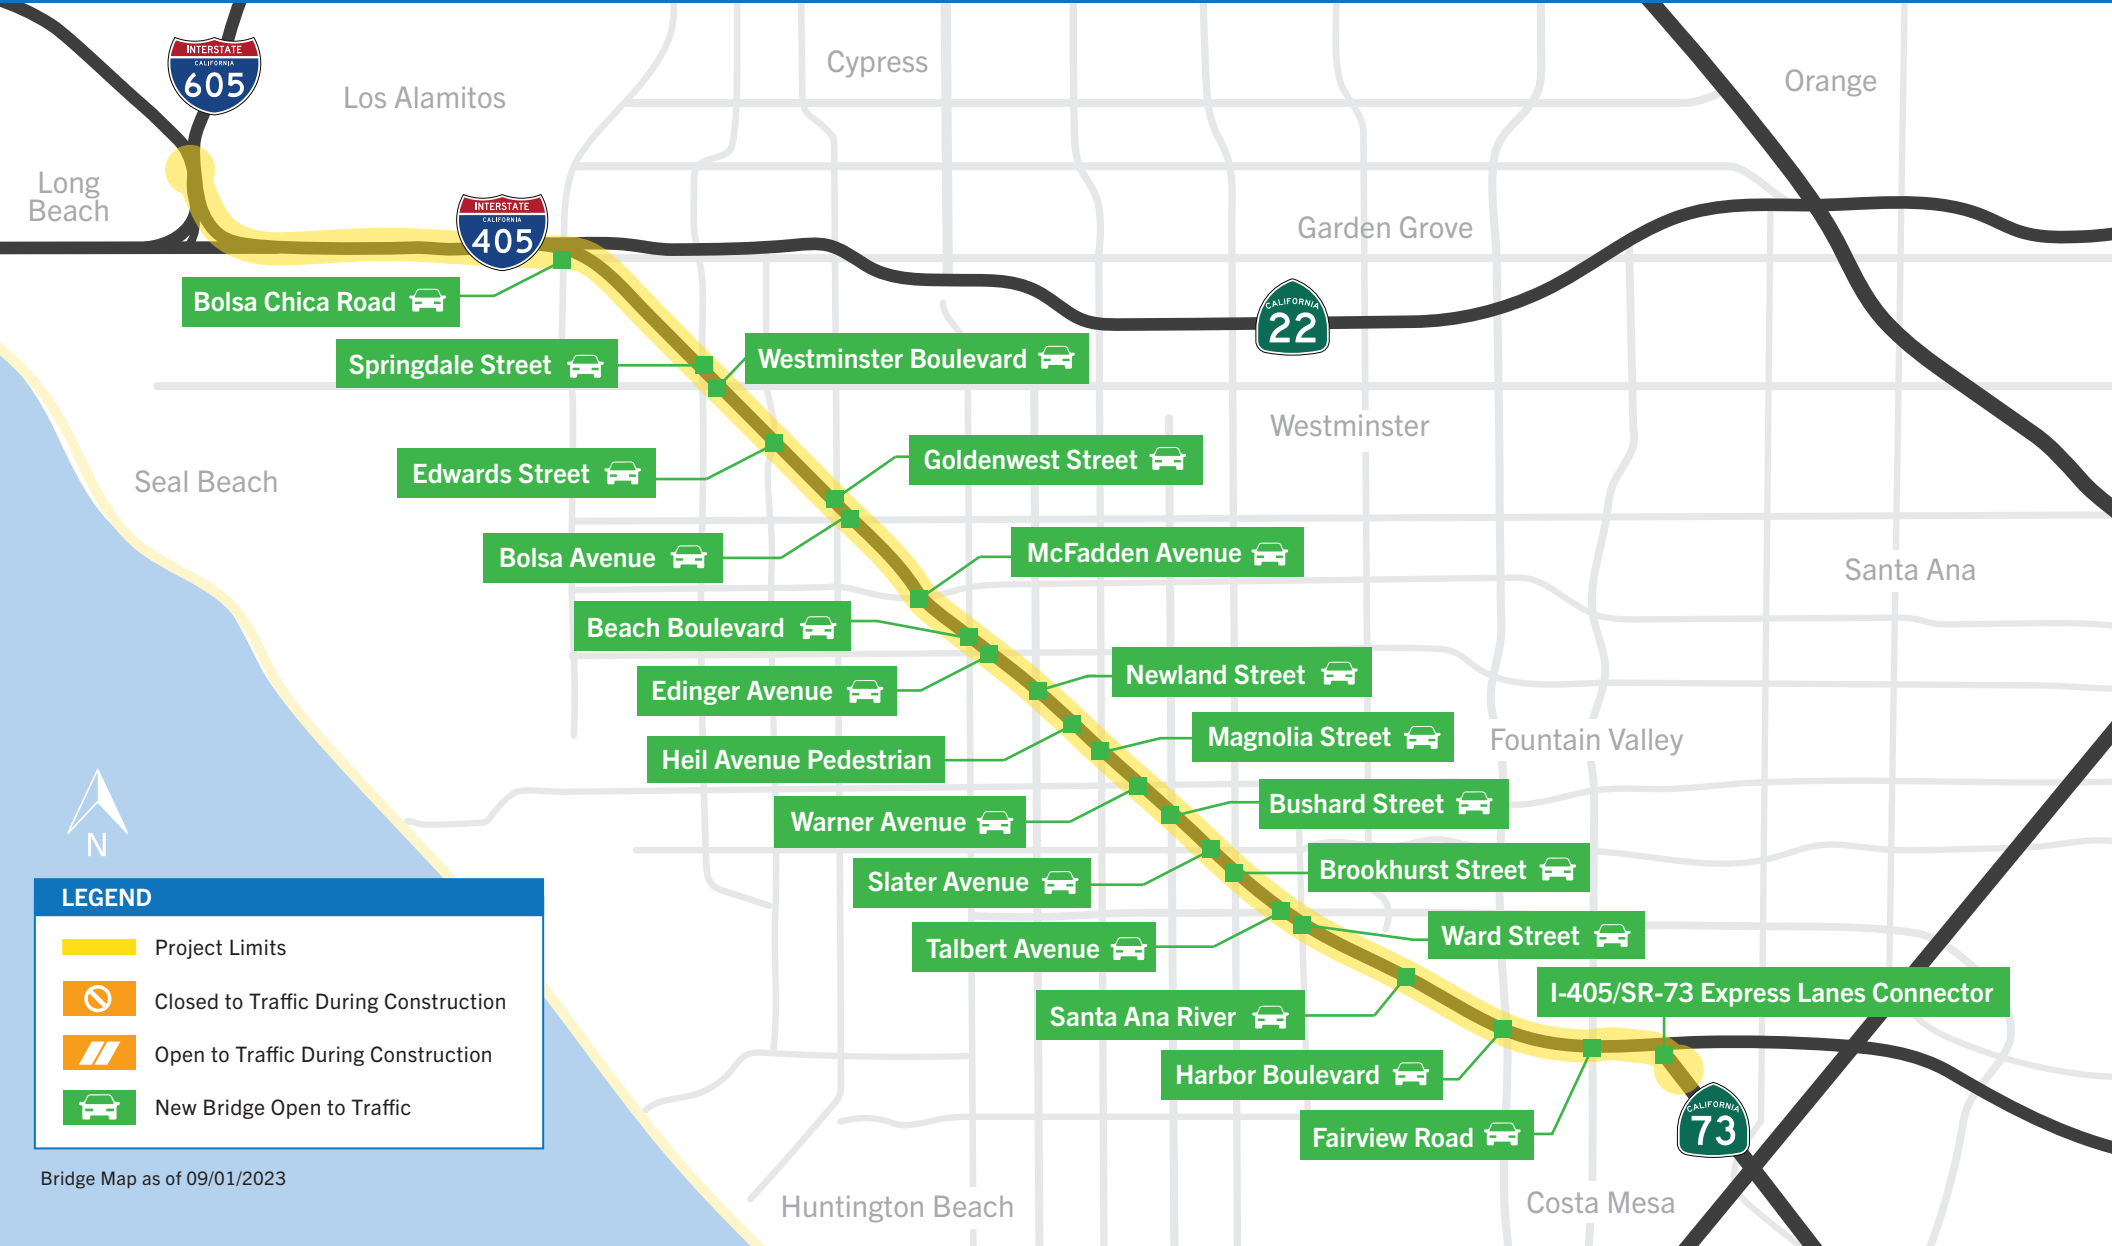 INTERSTATE
CALIFORNIA
605
Los Alamitos
Cypress
Orange
Long
Beach
INTERSTATE
CALIFORNIA
405
Garden Grove
Bolsa Chica Road
CALIFORNIA
22
Springdale Street
Westminster Boulevard
Westminster
Seal Beach
Edwards Street
Goldenwest Street
Bolsa Avenue
McFadden Avenue
Santa Ana
Beach Boulevard
Edinger Avenue
Newland Street
Heil Avenue Pedestrian
Magnolia Street
Fountain Valley
Warner Avenue
Bushard Street
Slater Avenue
Brookhurst Street
Talbert Avenue
Ward Street
Santa Ana River
I-405/SR-73 Express Lanes Connector
Harbor Boulevard
Fairview Road
CALIFORNIA
73
Huntington Beach
Costa Mesa
N
LEGEND
Project Limits
Closed to Traffic During Construction
Open to Traffic During Construction
New Bridge Open to Traffic
Bridge Map as of 09/01/2023